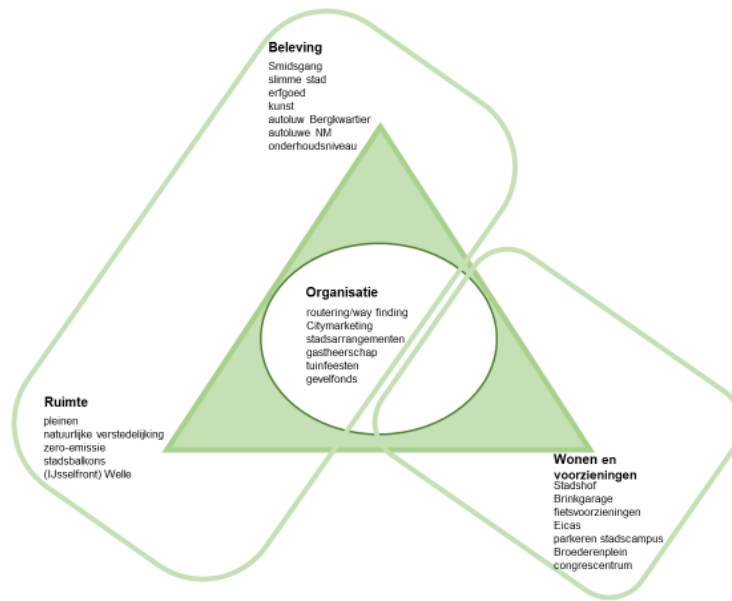 Beleving
Smidsgang
slimme stad
erfgoed
kunst
autoluw Bergkwartier
autoluwe NM
onderhoudsniveau
Organisatie
routering/way finding
Citymarketing
stadsarrangementen
gastheerschap
tuinfeesten
gevelfonds
Ruimte
pleinen
natuurlijke verstedelijking
zero-emissie
stadsbalkons
(IJsselfront) Welle
Wonen en
voorzieningen
Stadshof
Brinkgarage
fietsvoorzieningen
Eicas
parkeren stadscampus
Broederenplein
congrescentrum